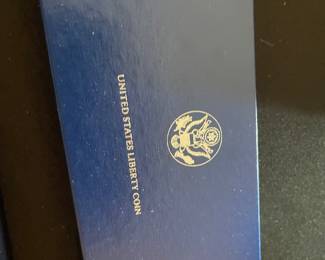 UNITED STATES LIBERTY COIN